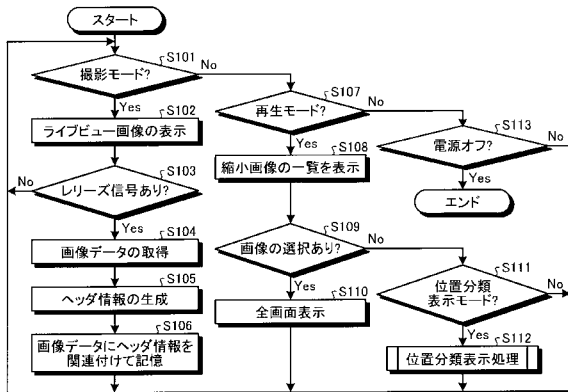 スタート
S101
撮影モード?
No
Yes
S102
ライブビュー画像の表示
S103
レリーズ信号あり?
No
Yes
S104
画像データの取得
S105
ヘッダ情報の生成
S106
画像データにヘッダ情報を
関連付けて記憶
S107
再生モード?
No
Yes
S108
縮小画像の一覧を表示
S109
画像の選択あり?
No
Yes
S110
全画面表示
S111
位置分類
表示モード?
No
Yes
S112
位置分類表示処理
S113
電源オフ?
No
Yes
エンド